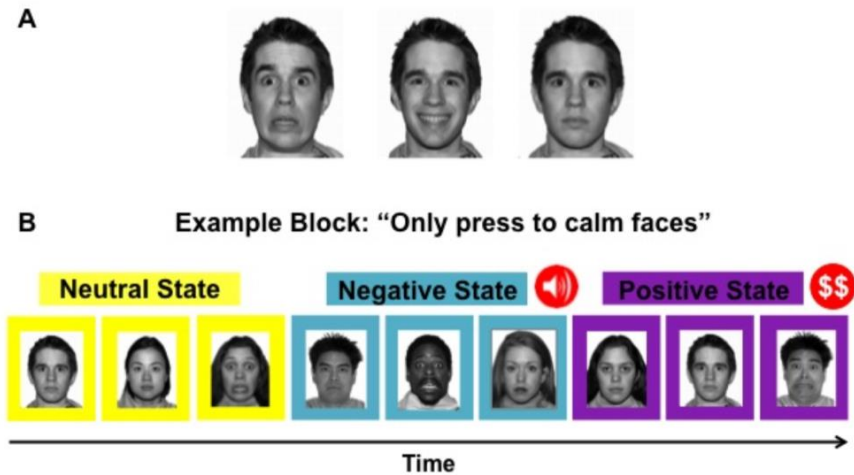 A
B
Example Block: “Only press to calm faces”
Neutral State
Negative State
Positive State
$$
Time